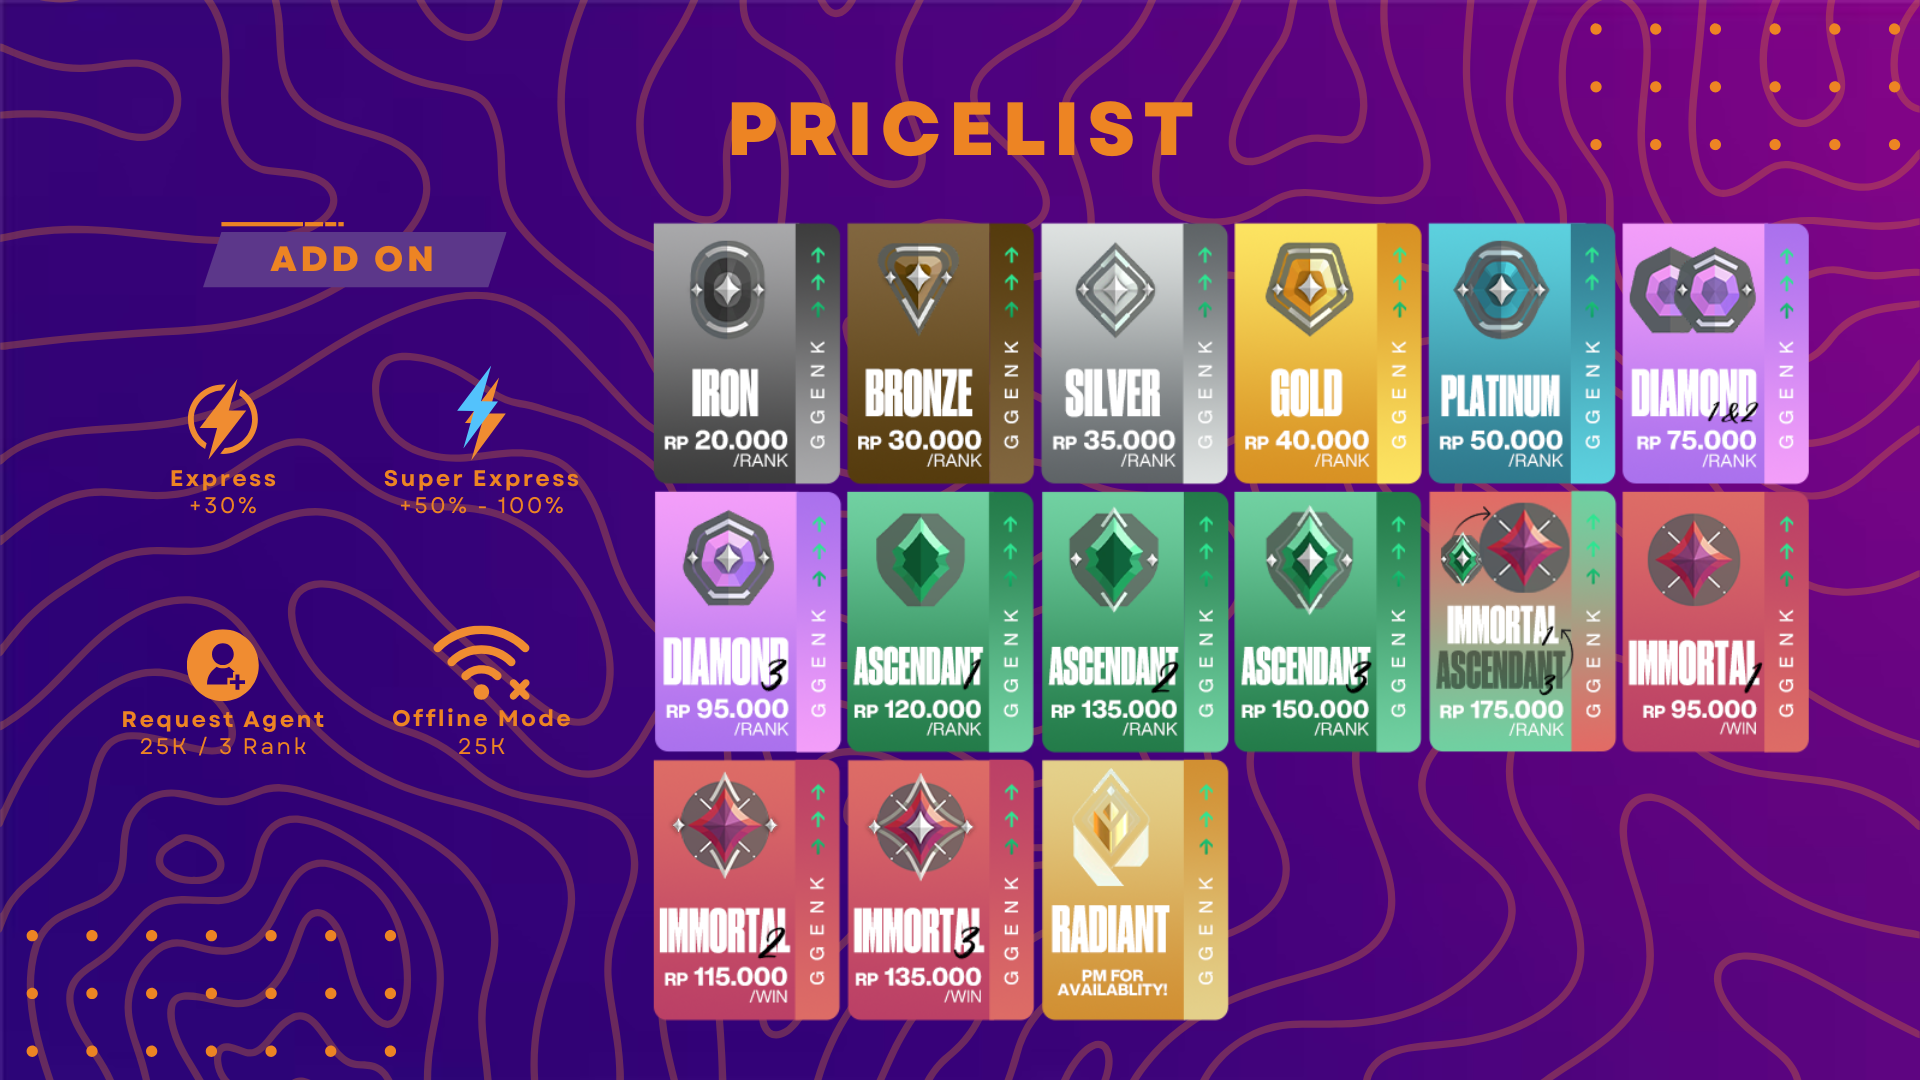 PRICELIST
ADD ON
Express
+30%
Super Express
+50% - 100%
Request Agent
25K / 3 Rank
Offline Mode
25K
IRON
RP 20.000
/RANK
GGENK
BRONZE
RP 30.000
/RANK
GGENK
SILVER
RP 35.000
/RANK
GGENK
GOLD
RP 40.000
/RANK
GGENK
PLATINUM
RP 50.000
/RANK
GGENK
DIAMOND
1 & 2
RP 75.000
/RANK
GGENK
DIAMOND
3
RP 95.000
/RANK
GGENK
ASCENDANT
1
RP 120.000
/RANK
GGENK
ASCENDANT
2
RP 135.000
/RANK
GGENK
ASCENDANT
3
RP 150.000
/RANK
GGENK
IMMORTAL
1
ASCENDANT
3
RP 175.000
/RANK
GGENK
IMMORTAL
1
RP 95.000
/WIN
GGENK
IMMORTAL
2
RP 115.000
/WIN
GGENK
IMMORTAL
3
RP 135.000
/WIN
GGENK
RADIANT
PM FOR
AVAILABLITY!
GGENK